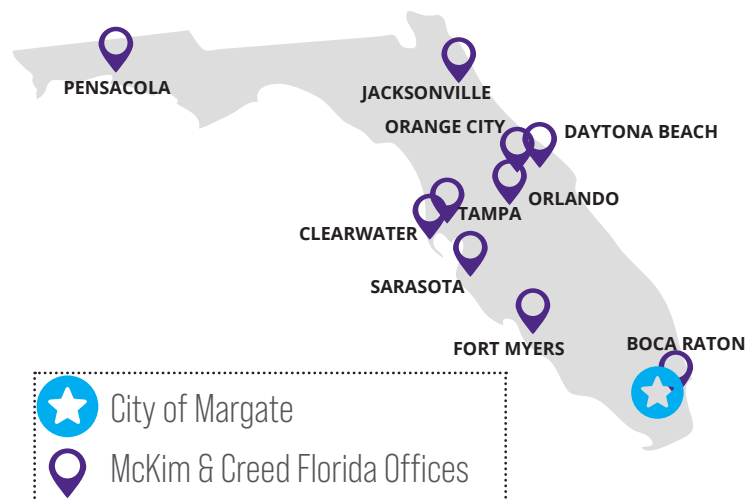 PENSACOLA
JACKSONVILLE
ORANGE CITY
DAYTONA BEACH
ORLANDO
TAMPA
CLEARWATER
SARASOTA
FORT MYERS
BOCA RATON
City of Margate
McKim & Creed Florida Offices